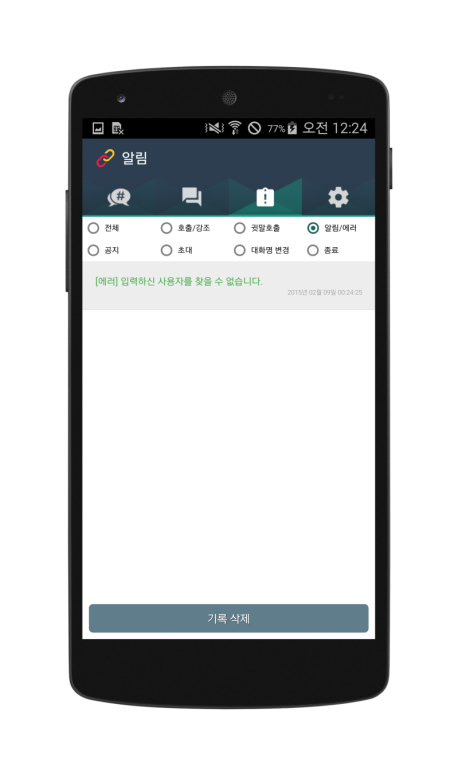 77% 오전 12:24
알림
#
전체 호출/강조 귓말호출 알림/에러
공지 초대 대화명 변경 종료
[에러] 입력하신 사용자를 찾을 수 없습니다.
2015년 02월 09일 00:24:25
기록 삭제